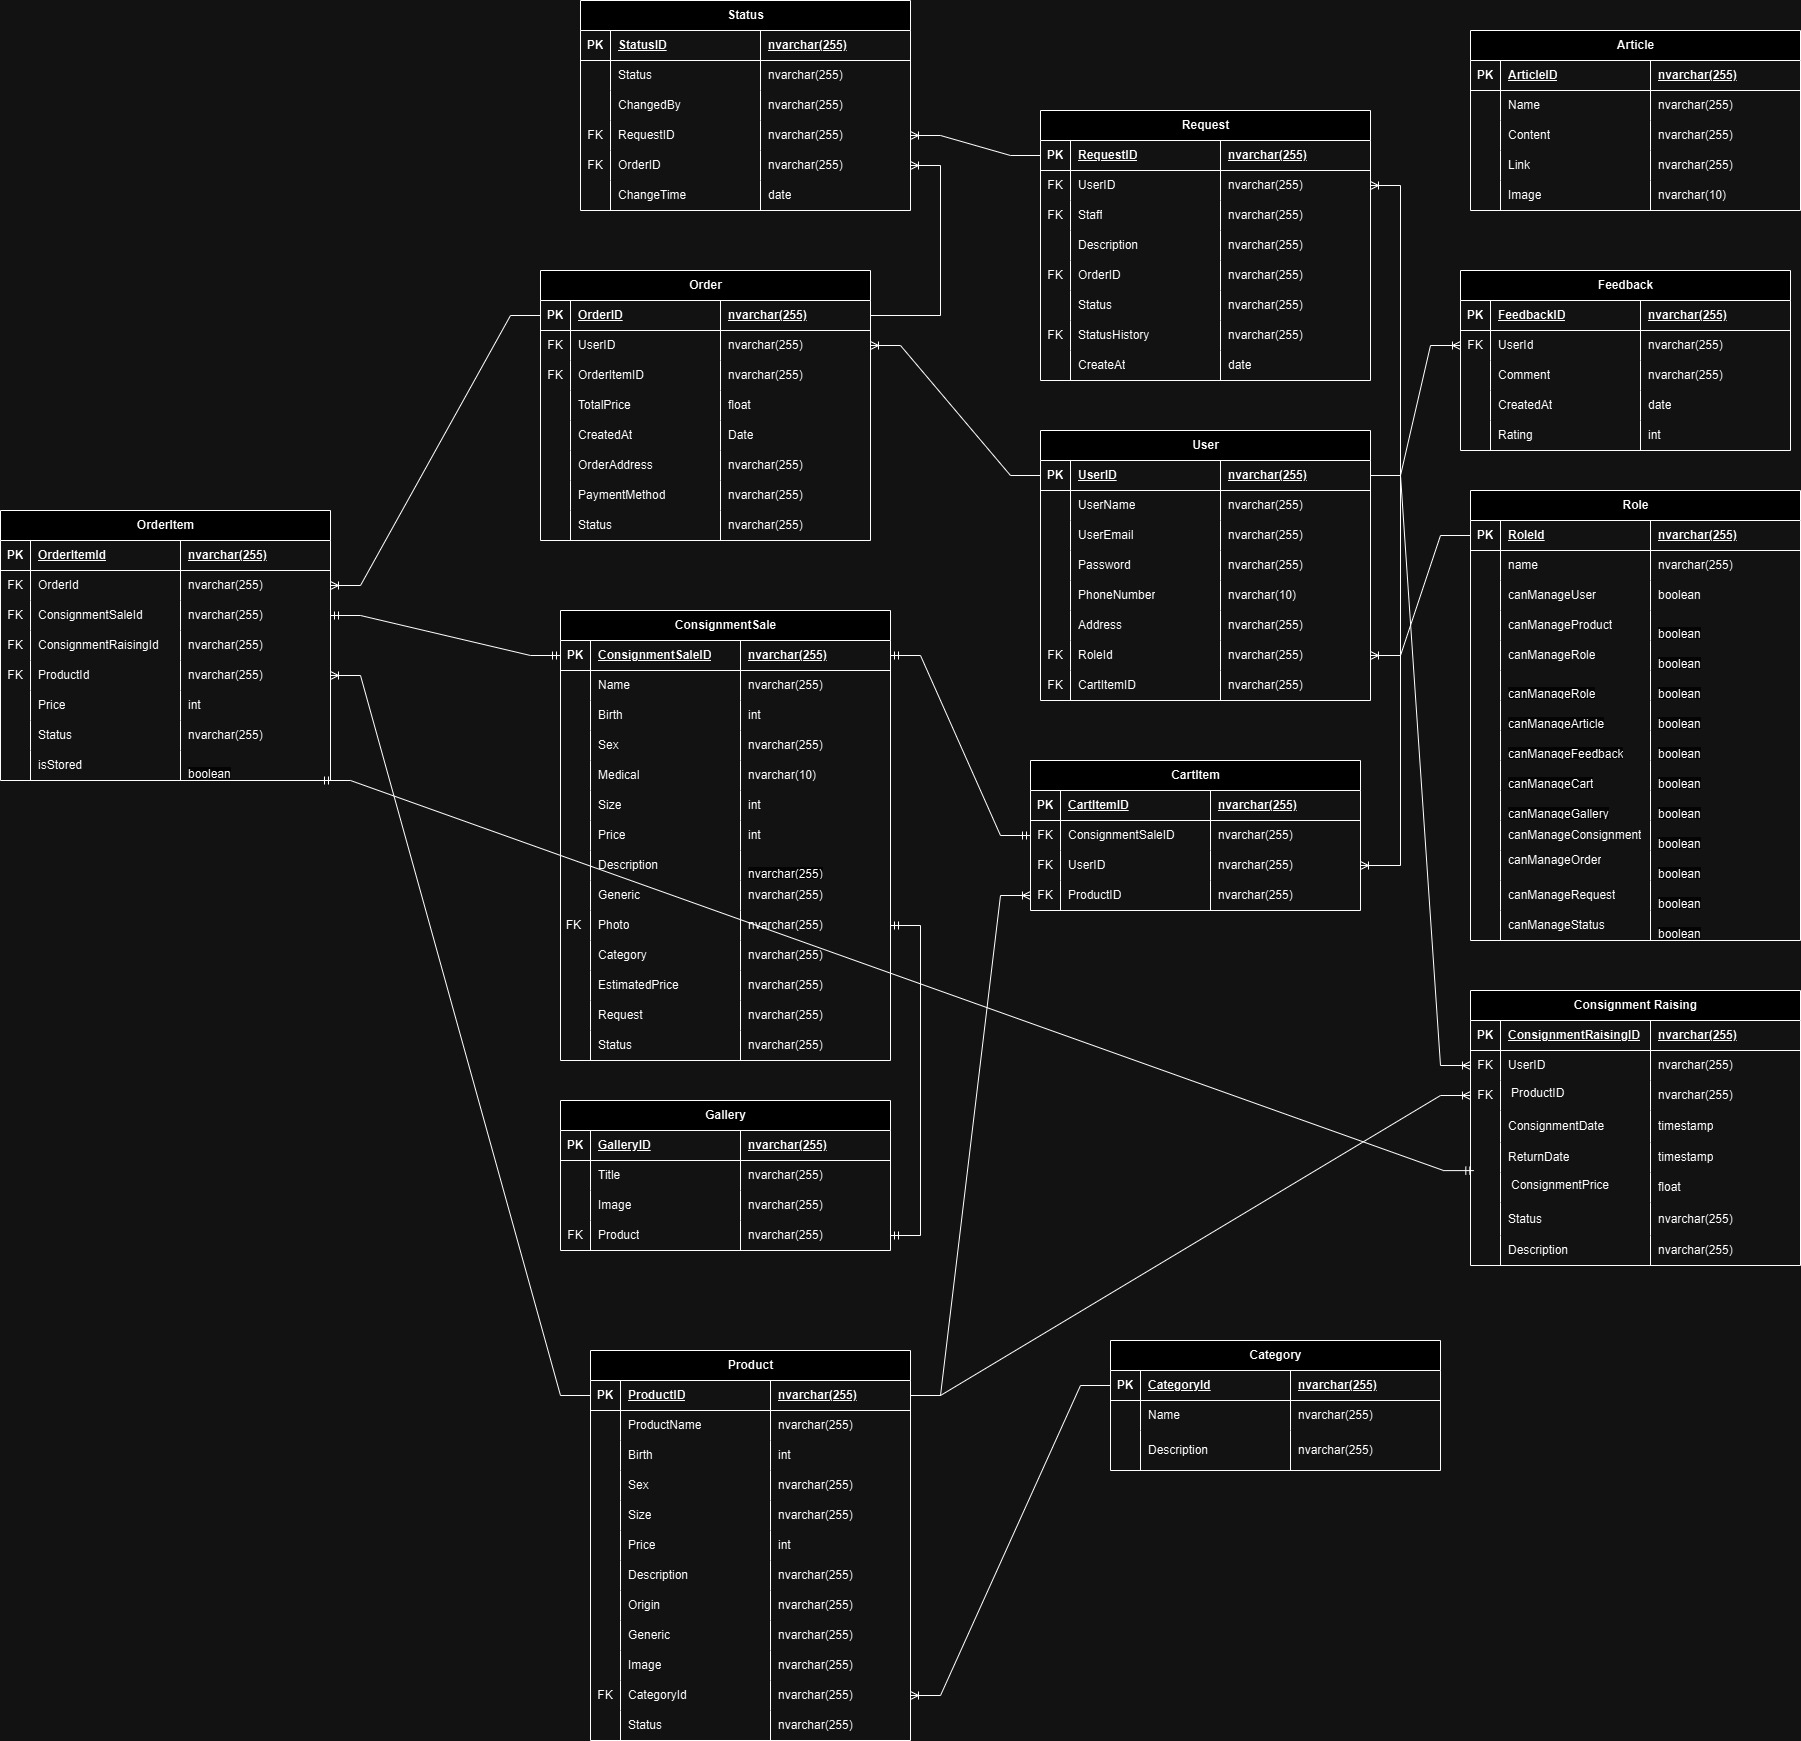 Status
PK StatusID nvarchar(255)
Status nvarchar(255)
ChangedBy nvarchar(255)
FK RequestID nvarchar(255)
FK OrderID nvarchar(255)
ChangeTime date
Article
PK ArticleID nvarchar(255)
Name nvarchar(255)
Content nvarchar(255)
Link nvarchar(255)
Image nvarchar(10)
Request
PK RequestID nvarchar(255)
FK UserID nvarchar(255)
FK Staff nvarchar(255)
Description nvarchar(255)
FK OrderID nvarchar(255)
Status nvarchar(255)
FK StatusHistory nvarchar(255)
CreateAt date
Order
PK OrderID nvarchar(255)
FK UserID nvarchar(255)
FK OrderItemID nvarchar(255)
TotalPrice float
CreatedAt Date
OrderAddress nvarchar(255)
PaymentMethod nvarchar(255)
Status nvarchar(255)
Feedback
PK FeedbackID nvarchar(255)
FK UserId nvarchar(255)
Comment nvarchar(255)
CreatedAt date
Rating int
User
PK UserID nvarchar(255)
UserName nvarchar(255)
UserEmail nvarchar(255)
Password nvarchar(255)
PhoneNumber nvarchar(10)
Address nvarchar(255)
FK RoleId nvarchar(255)
FK CartItemID nvarchar(255)
Role
PK RoleId nvarchar(255)
name nvarchar(255)
canManageUser boolean
canManageProduct boolean
canManageRole boolean
canManageRole boolean
canManageArticle boolean
canManageFeedback boolean
canManageCart boolean
canManageGallery boolean
canManageConsignment boolean
canManageOrder boolean
canManageRequest boolean
canManageStatus boolean
OrderItem
PK OrderItemId nvarchar(255)
FK OrderId nvarchar(255)
FK ConsignmentSaleId nvarchar(255)
FK ConsignmentRaisingId nvarchar(255)
FK ProductId nvarchar(255)
Price int
Status nvarchar(255)
isStored boolean
ConsignmentSale
PK ConsignmentSaleID nvarchar(255)
Name nvarchar(255)
Birth int
Sex nvarchar(255)
Medical nvarchar(10)
Size int
Price int
Description nvarchar(255)
Generic nvarchar(255)
FK Photo nvarchar(255)
Category nvarchar(255)
EstimatedPrice nvarchar(255)
Request nvarchar(255)
Status nvarchar(255)
CartItem
PK CartItemID nvarchar(255)
FK ConsignmentSaleID nvarchar(255)
FK UserID nvarchar(255)
FK ProductID nvarchar(255)
Consignment Raising
PK ConsignmentRaisingID nvarchar(255)
FK UserID nvarchar(255)
FK ProductID nvarchar(255)
ConsignmentDate timestamp
ReturnDate timestamp
ConsignmentPrice float
Status nvarchar(255)
Description nvarchar(255)
Gallery
PK GalleryID nvarchar(255)
Title nvarchar(255)
Image nvarchar(255)
FK Product nvarchar(255)
Product
PK ProductID nvarchar(255)
ProductName nvarchar(255)
Birth int
Sex nvarchar(255)
Size nvarchar(255)
Price int
Description nvarchar(255)
Origin nvarchar(255)
Generic nvarchar(255)
Image nvarchar(255)
FK CategoryId nvarchar(255)
Status nvarchar(255)
Category
PK CategoryId nvarchar(255)
Name nvarchar(255)
Description nvarchar(255)